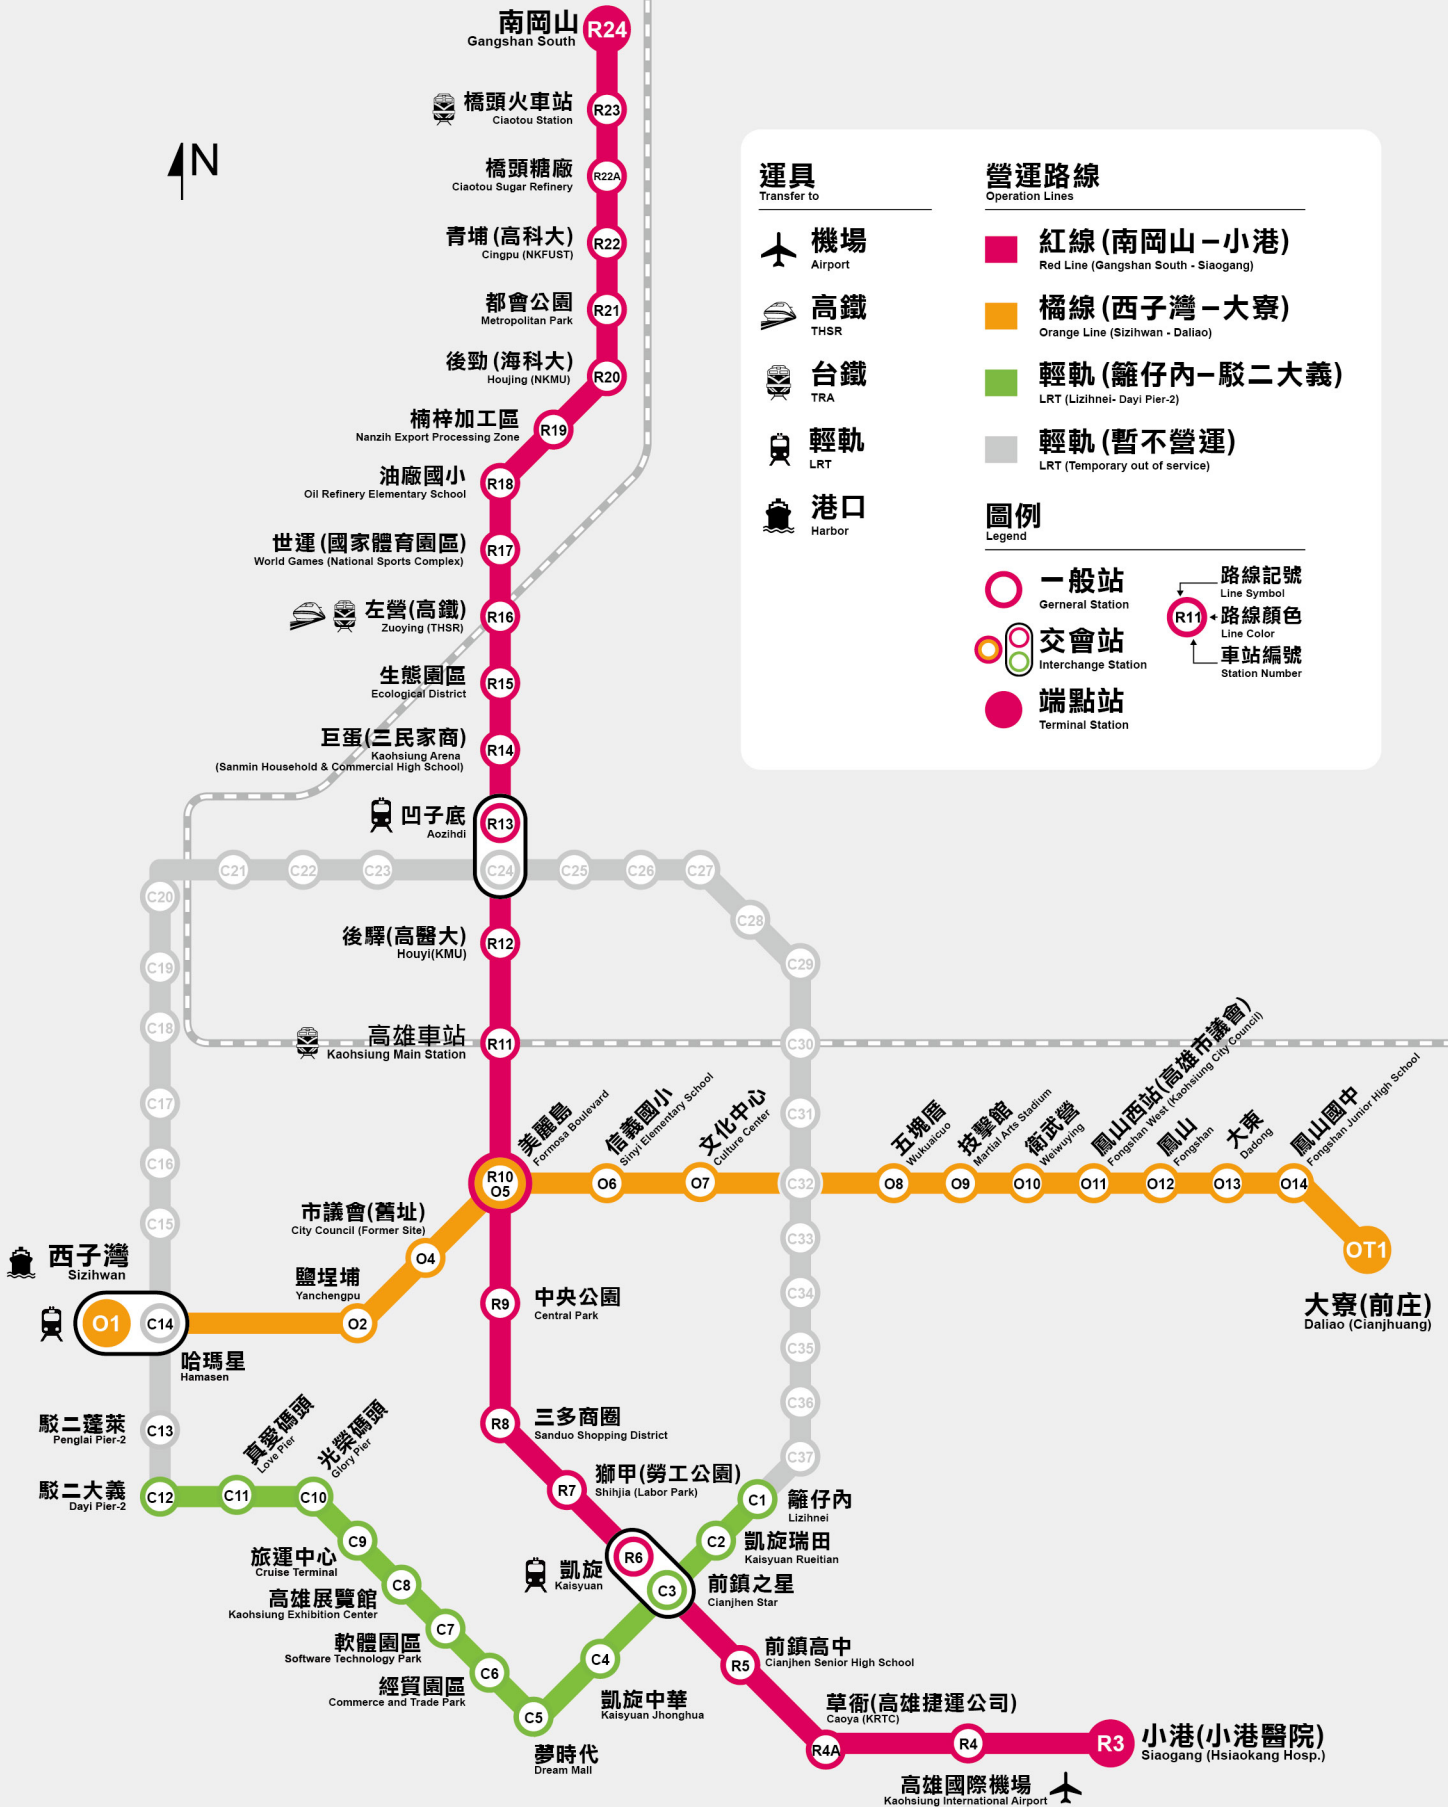 南岡山
Gangshan South
R24
橋頭火車站
Ciaotou Station
R23
橋頭糖廠
Ciaotou Sugar Refinery
R22A
青埔(高科大)
Cingpu (NKFUST)
R22
都會公園
Metropolitan Park
R21
後勁(海科大)
Houjing (NKMU)
R20
楠梓加工區
Nanzih Export Processing Zone
R19
油廠國小
Oil Refinery Elementary School
R18
世運(國家體育園區)
World Games (National Sports Complex)
R17
左營(高鐵)
Zuoying (THSR)
R16
生態園區
Ecological District
R15
巨蛋(三民家商)
Kaohsiung Arena
(Sanmin Household & Commercial High School)
R14
凹子底
Aozihdi
R13
C24
後驛(高醫大)
Houyi(KMU)
R12
高雄車站
Kaohsiung Main Station
R11
美麗島
Formosa Boulevard
R10
O5
中央公園
Central Park
R9
三多商圈
Sanduo Shopping District
R8
獅甲(勞工公園)
Shihjia (Labor Park)
R7
凱旋
Kaisyuan
R6
前鎮高中
Cianjhen Senior High School
R5
草衙(高雄捷運公司)
Caoya (KRTC)
R4A
高雄國際機場
Kaohsiung International Airport
R4
小港(小港醫院)
Siaogang (Hsiaokang Hosp.)
R3
N
運具
Transfer to
機場
Airport
高鐵
THSR
台鐵
TRA
輕軌
LRT
港口
Harbor
營運路線
Operation Lines
紅線(南岡山－小港)
Red Line (Gangshan South - Siaogang)
橘線(西子灣－大寮)
Orange Line (Sizihwan - Daliao)
輕軌(籬仔內－駁二大義)
LRT (Lizihnei- Dayi Pier-2)
輕軌(暫不營運)
LRT (Temporary out of service)
圖例
Legend
一般站
Gerneral Station
交會站
Interchange Station
端點站
Terminal Station
R11
路線記號
Line Symbol
路線顏色
Line Color
車站編號
Station Number
西子灣
Sizihwan
O1
C14
哈瑪星
Hamasen
鹽埕埔
Yanchengpu
O2
市議會(舊址)
City Council (Former Site)
O4
信義國小
Sinyi Elementary School
O6
文化中心
Culture Center
O7
五塊厝
Wukuaicuo
O8
技擊館
Martial Arts Stadium
O9
衛武營
Weiwuying
O10
鳳山西站(高雄市議會)
Fongshan West (Kaohsiung City Council)
O11
鳳山
Fongshan
O12
大東
Dadong
O13
鳳山國中
Fongshan Junior High School
O14
OT1
大寮(前庄)
Daliao (Cianjhuang)
籬仔內
Lizihnei
C1
凱旋瑞田
Kaisyuan Rueitian
C2
前鎮之星
Cianjhen Star
C3
凱旋中華
Kaisyuan Jhonghua
C4
夢時代
Dream Mall
C5
經貿園區
Commerce and Trade Park
C6
軟體園區
Software Technology Park
C7
高雄展覽館
Kaohsiung Exhibition Center
C8
旅運中心
Cruise Terminal
C9
光榮碼頭
Glory Pier
C10
真愛碼頭
Love Pier
C11
駁二大義
Dayi Pier-2
C12
駁二蓬萊
Penglai Pier-2
C13
C15
C16
C17
C18
C19
C20
C21
C22
C23
C25
C26
C27
C28
C29
C30
C31
C32
C33
C34
C35
C36
C37